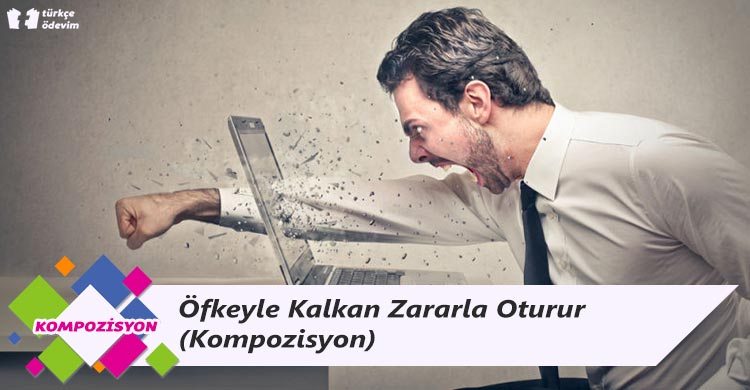 türkçe
ödevim
KOMPOZİSYON
Öfkeyle Kalkan Zararla Oturur
(Kompozisyon)